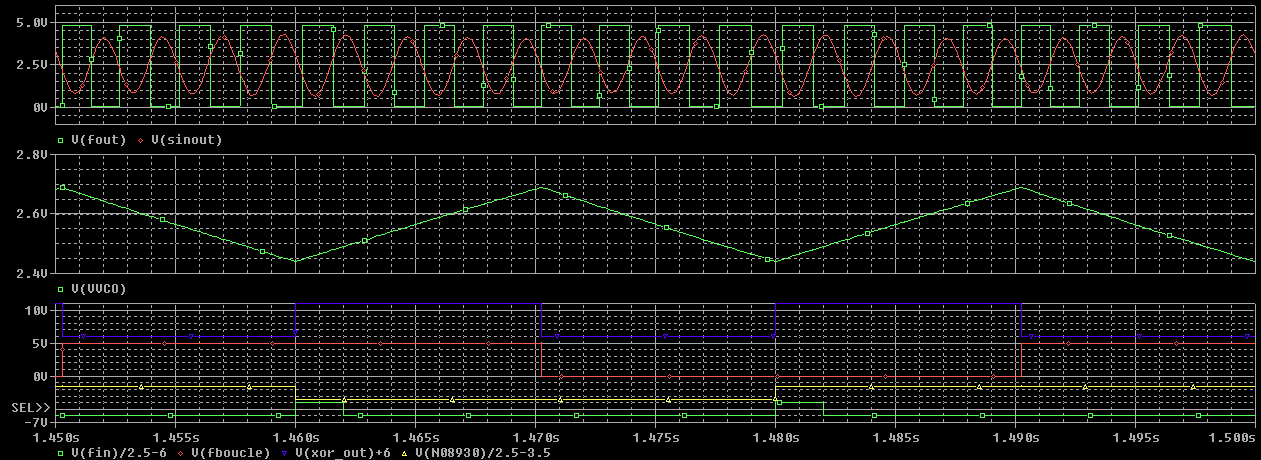 5.0V
2.5V
0V
V(fout) V(sinout)
2.8V
2.6V
2.4V
V(VVCO)
10V
5V
0V
SEL>>
-7V
1.450s 1.455s 1.460s 1.465s 1.470s 1.475s 1.480s 1.485s 1.490s 1.495s 1.500s
V(fin)/2.5-6 V(fboucle) V(xor_out)+6 V(N08930)/2.5-3.5